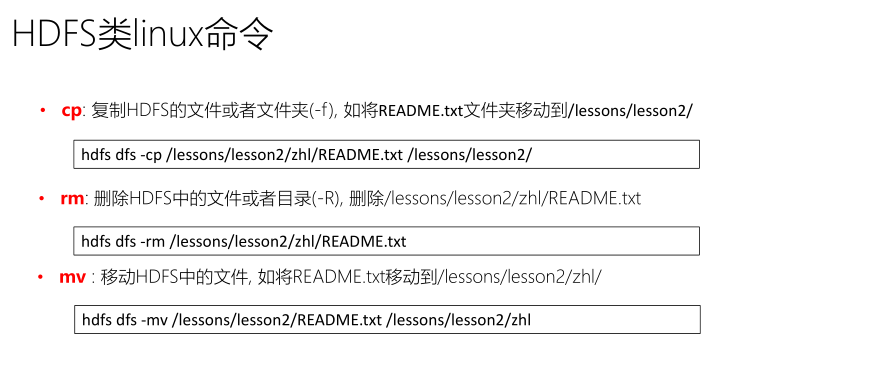 HDFS类linux命令
• cp: 复制HDFS的文件或者文件夹(-f), 如将README.txt文件夹移动到/lessons/lesson2/
hdfs dfs -cp /lessons/lesson2/zhl/README.txt /lessons/lesson2/
• rm: 删除HDFS中的文件或者目录(-R), 删除/lessons/lesson2/zhl/README.txt
hdfs dfs -rm /lessons/lesson2/zhl/README.txt
• mv : 移动HDFS中的文件, 如将README.txt移动到/lessons/lesson2/zhl/
hdfs dfs -mv /lessons/lesson2/README.txt /lessons/lesson2/zhl